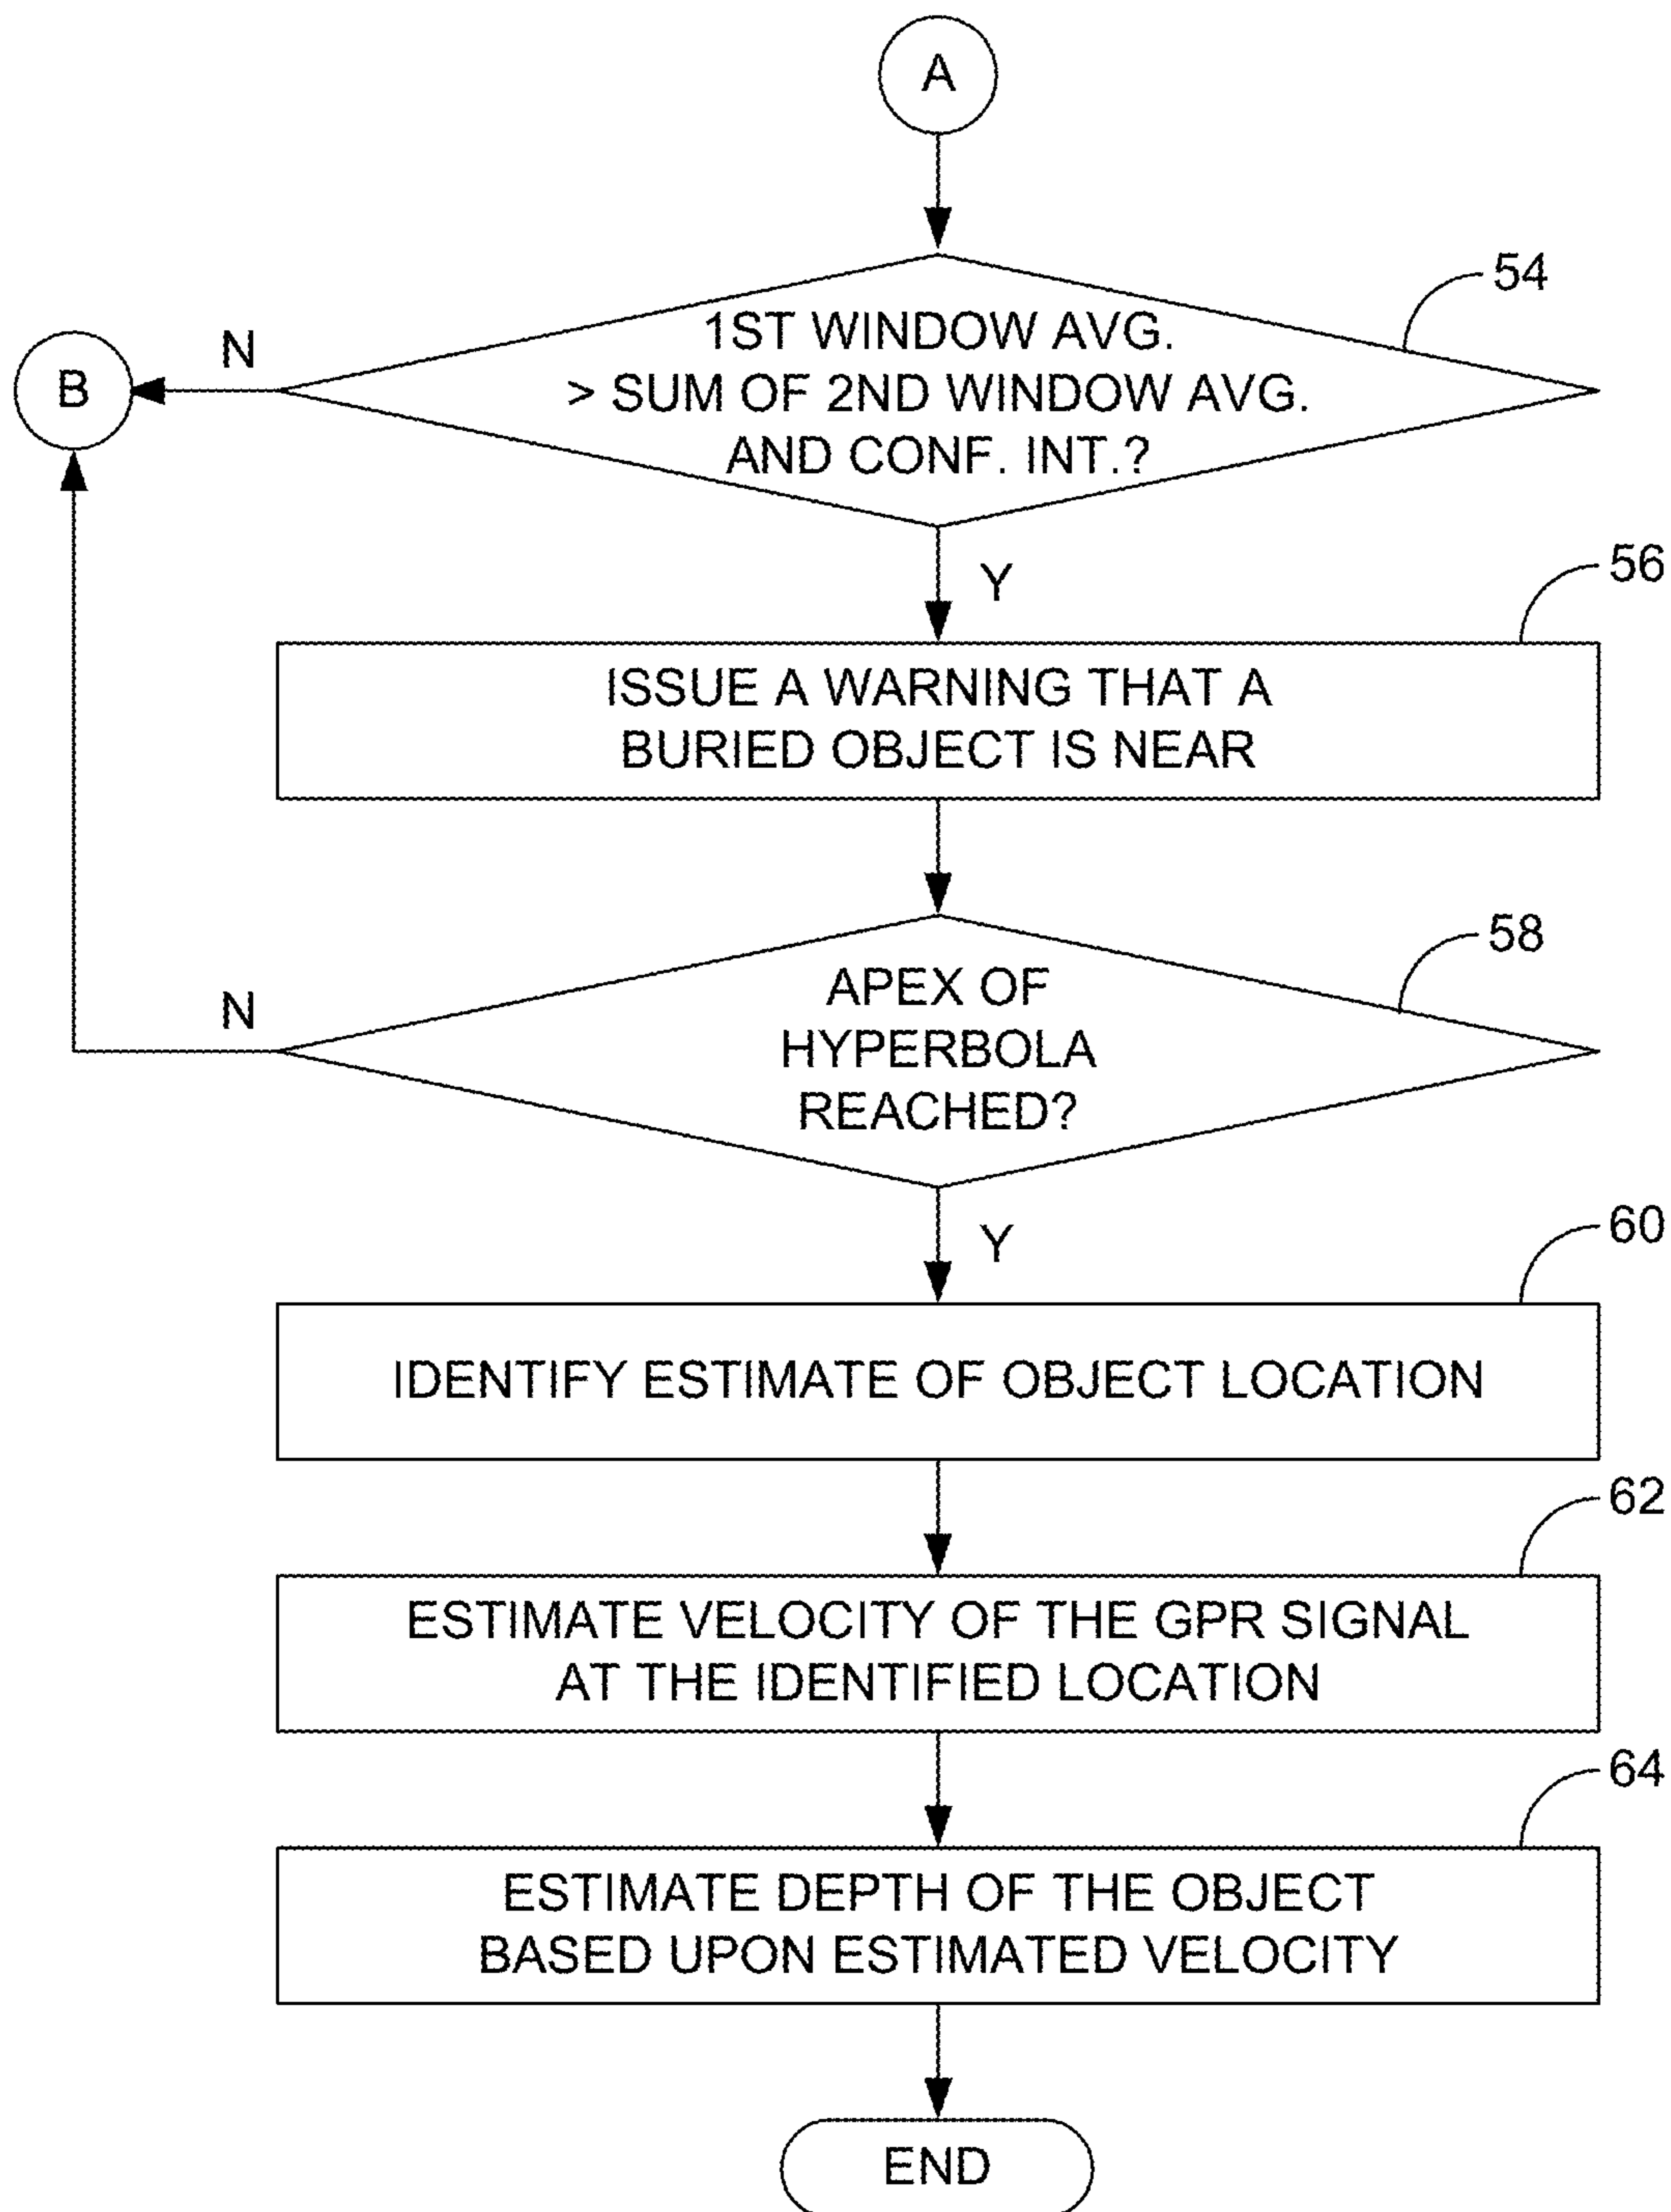 A
54
1ST WINDOW AVG.
> SUM OF 2ND WINDOW AVG.
AND CONF. INT.?
N
B
Y
56
ISSUE A WARNING THAT A
BURIED OBJECT IS NEAR
58
APEX OF
HYPERBOLA
REACHED?
N
Y
60
IDENTIFY ESTIMATE OF OBJECT LOCATION
62
ESTIMATE VELOCITY OF THE GPR SIGNAL
AT THE IDENTIFIED LOCATION
64
ESTIMATE DEPTH OF THE OBJECT
BASED UPON ESTIMATED VELOCITY
END